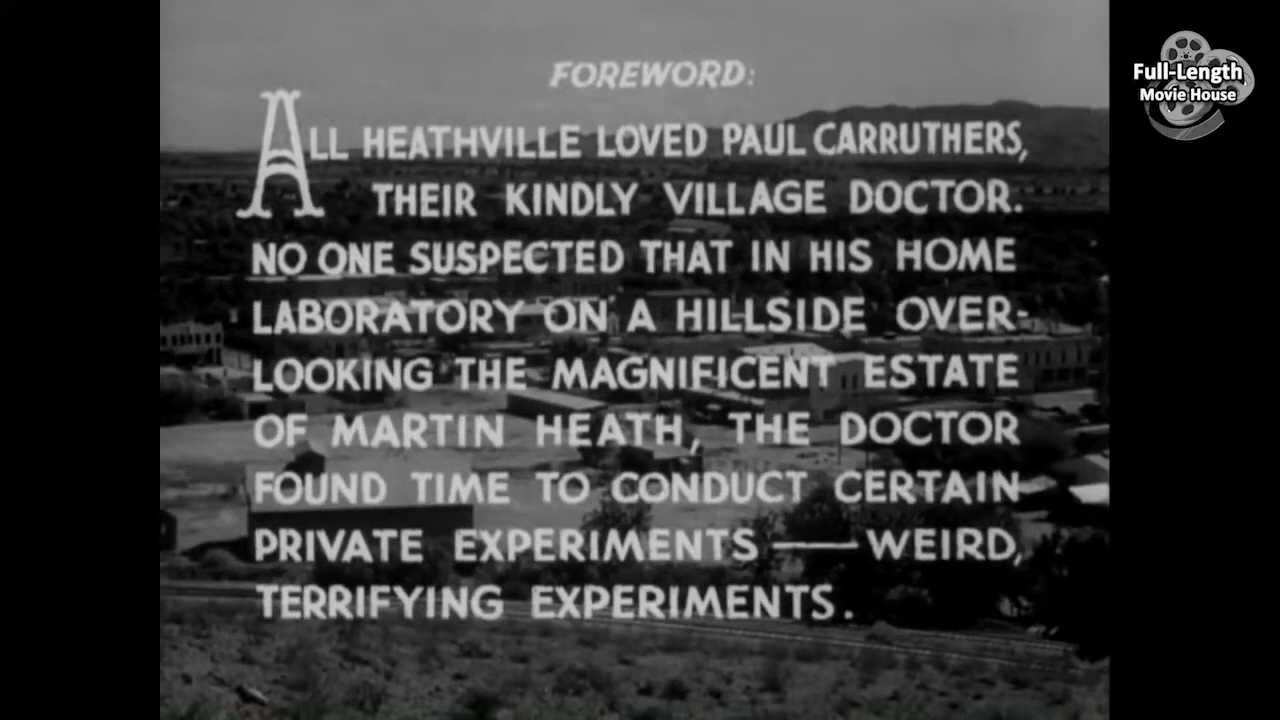 FOREWORD:
ALL HEATHVILLE LOVED PAUL CARRUTHERS,
THEIR KINDLY VILLAGE DOCTOR.
NO ONE SUSPECTED THAT IN HIS HOME
LABORATORY ON A HILLSIDE OVER-
LOOKING THE MAGNIFICENT ESTATE
OF MARTIN HEATH, THE DOCTOR
FOUND TIME TO CONDUCT CERTAIN
PRIVATE EXPERIMENTS — WEIRD,
TERRIFYING EXPERIMENTS.
Full-Length
Movie House